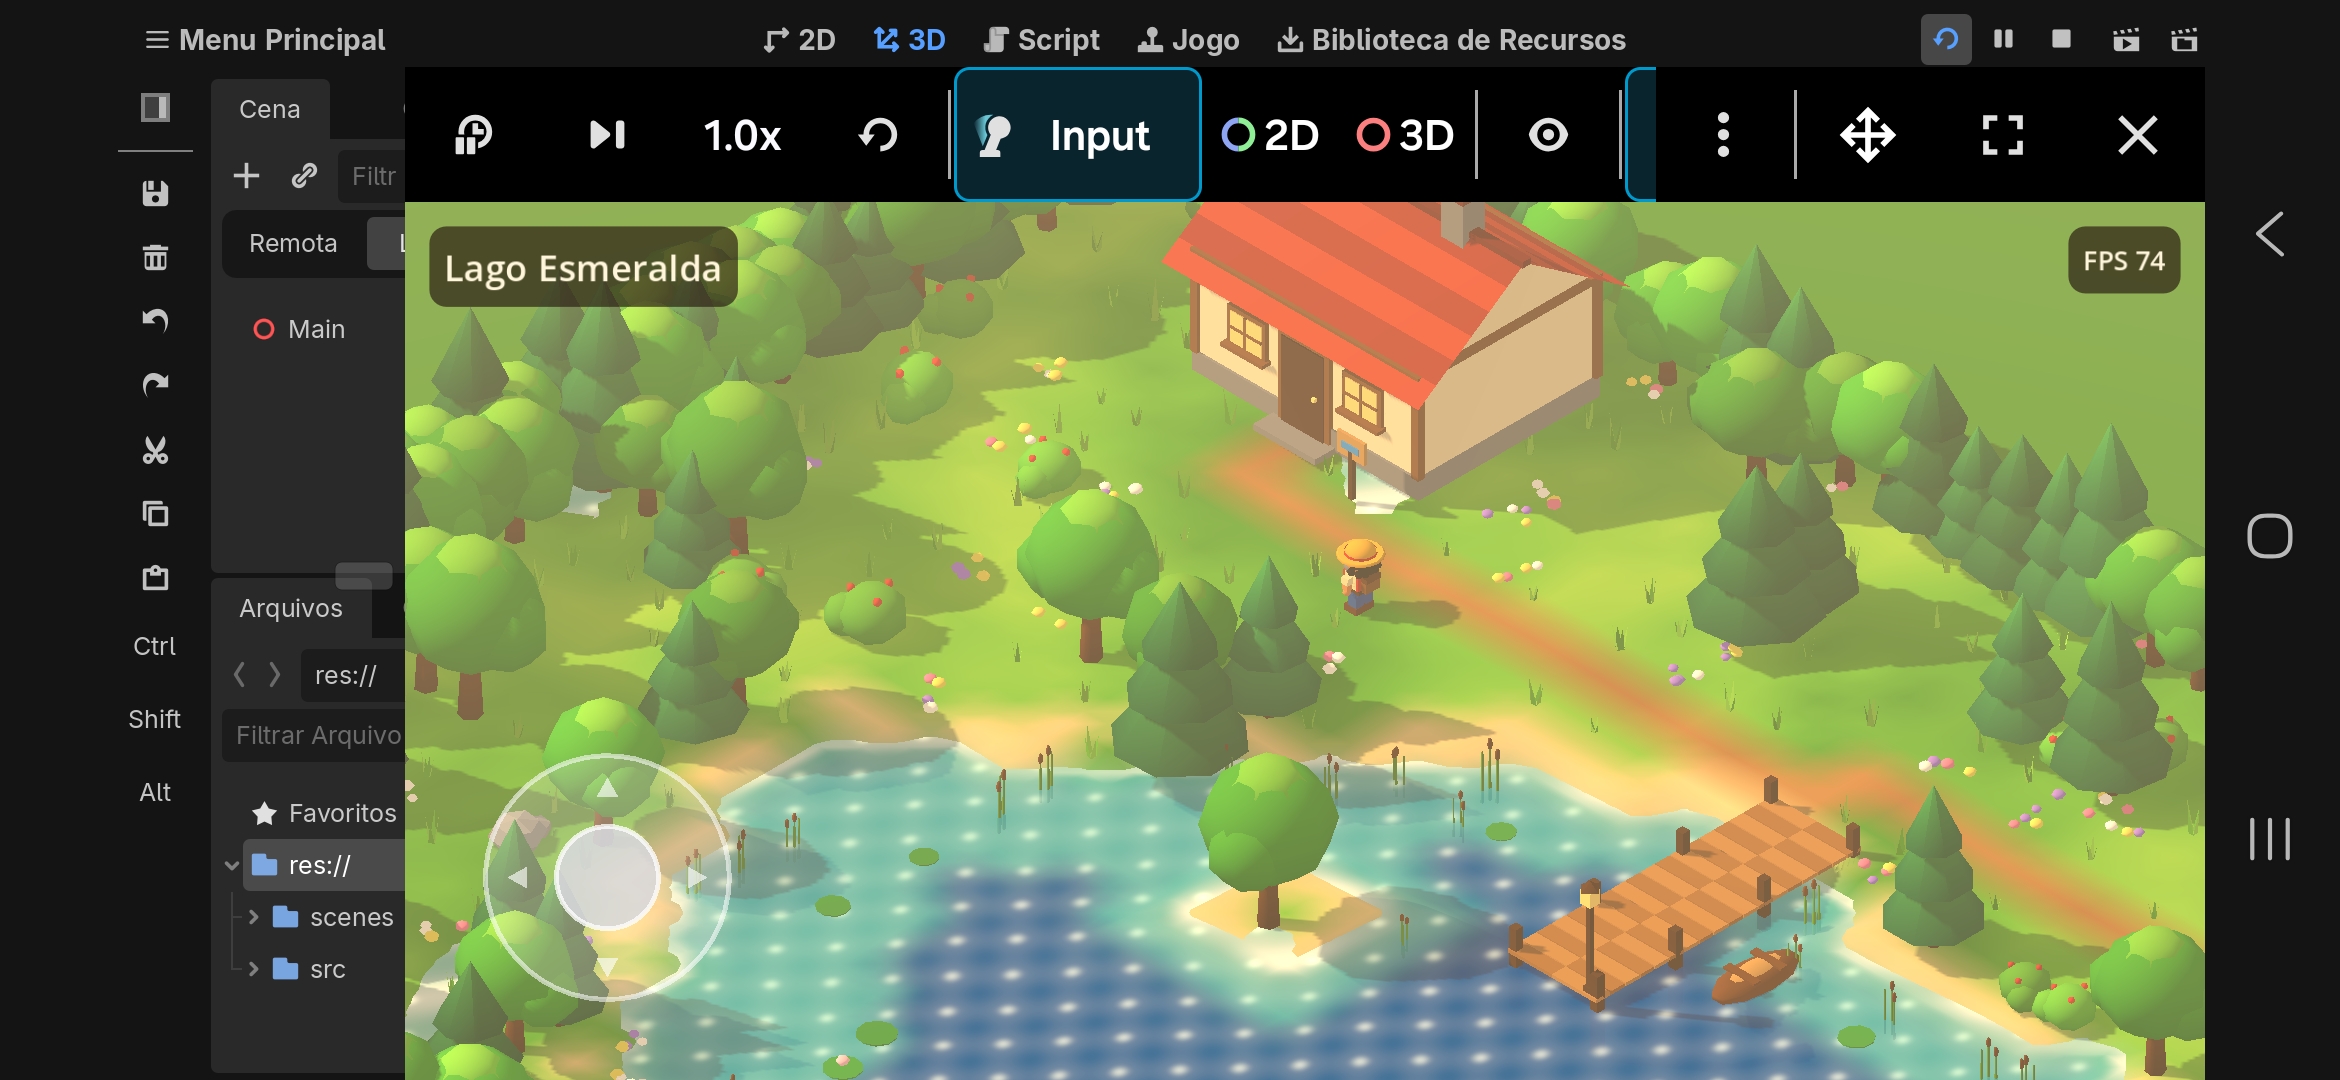 Menu Principal
2D
3D
Script
Jogo
Biblioteca de Recursos
Cena
1.0x
Input
2D
3D
Filtr
Remota
Lago Esmeralda
FPS 74
Main
Arquivos
Ctrl
res://
Shift
Filtrar Arquivo
Alt
Favoritos
res://
scenes
src